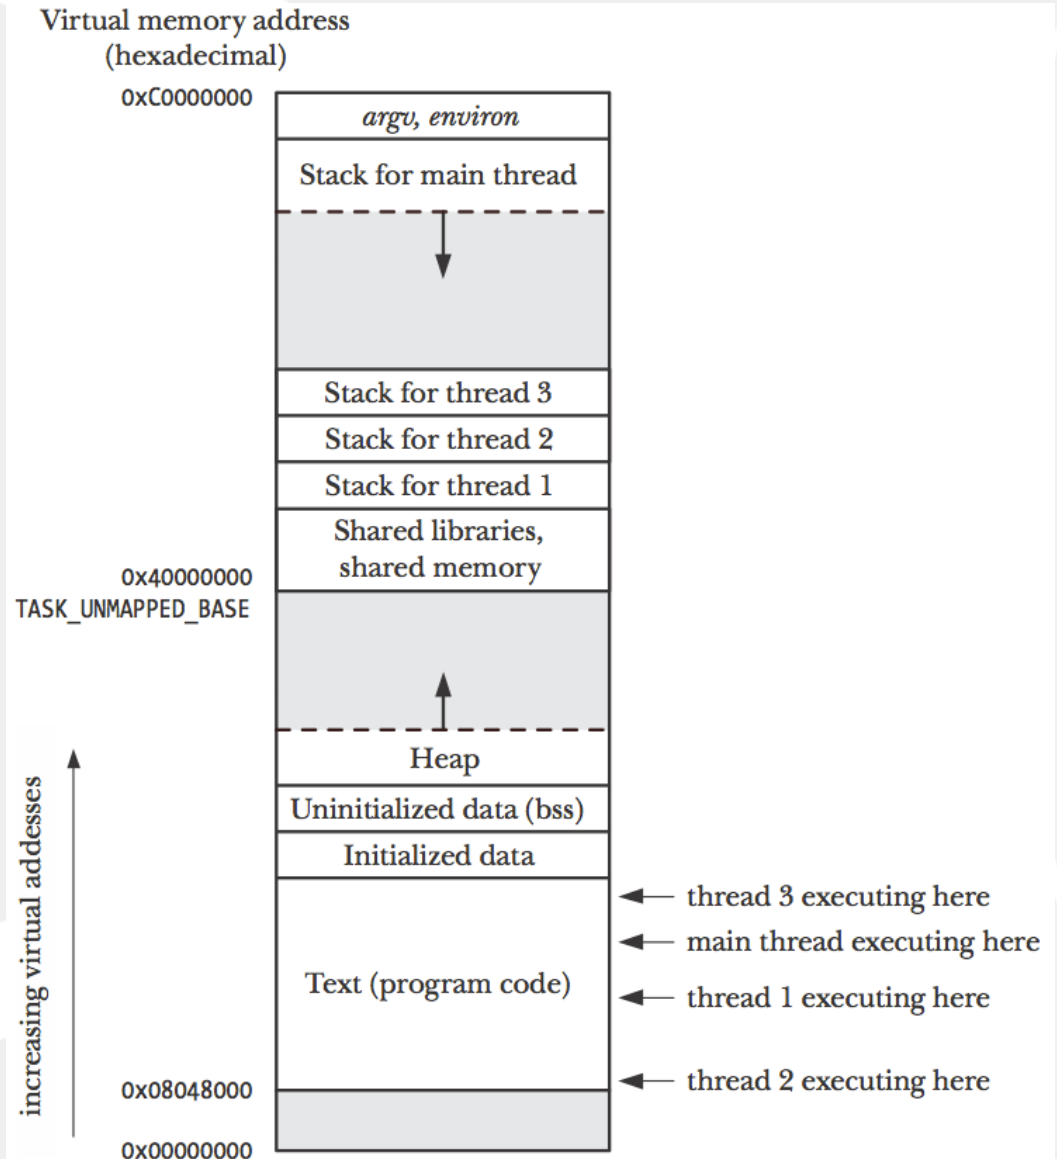 Virtual memory address
(hexadecimal)
0xC0000000
argv, environ
Stack for main thread
Stack for thread 3
Stack for thread 2
Stack for thread 1
Shared libraries,
shared memory
0x40000000
TASK_UNMAPPED_BASE
Heap
Uninitialized data (bss)
Initialized data
increasing virtual addesses
thread 3 executing here
main thread executing here
Text (program code)
thread 1 executing here
thread 2 executing here
0x08048000
0x00000000